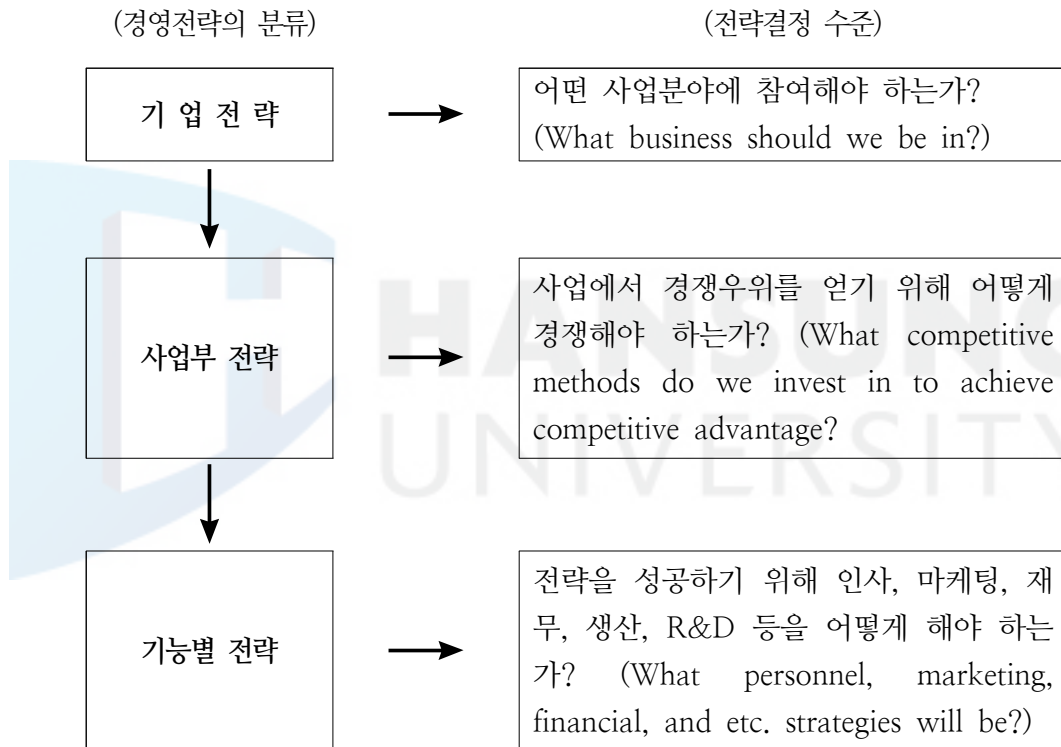 (경영전략의 분류)
(전략결정 수준)
기 업 전 략
어떤 사업분야에 참여해야 하는가?
(What business should we be in?)
사업부 전략
사업에서 경쟁우위를 얻기 위해 어떻게
경쟁해야 하는가? (What competitive
methods do we invest in to achieve
competitive advantage?
기능별 전략
전략을 성공하기 위해 인사, 마케팅, 재
무, 생산, R&D 등을 어떻게 해야 하는
가? (What personnel, marketing,
financial, and etc. strategies will be?)
HANSUNG
UNIVERSITY